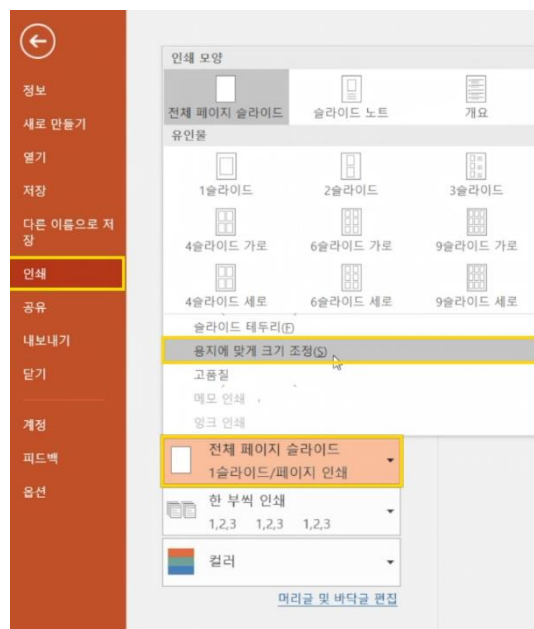 정보
새로 만들기
열기
저장
다른 이름으로 저
장
인쇄
공유
내보내기
닫기
계정
피드백
옵션
인쇄 모양
전체 페이지 슬라이드 슬라이드 노트 개요
유인물
1슬라이드 2슬라이드 3슬라이드
4슬라이드 가로 6슬라이드 가로 9슬라이드 가로
4슬라이드 세로 6슬라이드 세로 9슬라이드 세로
슬라이드 테두리(F)
용지에 맞게 크기 조정(S)
고품질
메모 인쇄
잉크 인쇄
전체 페이지 슬라이드
1슬라이드/페이지 인쇄
한 부씩 인쇄
1,2,3 1,2,3 1,2,3
컬러
머리글 및 바닥글 편집